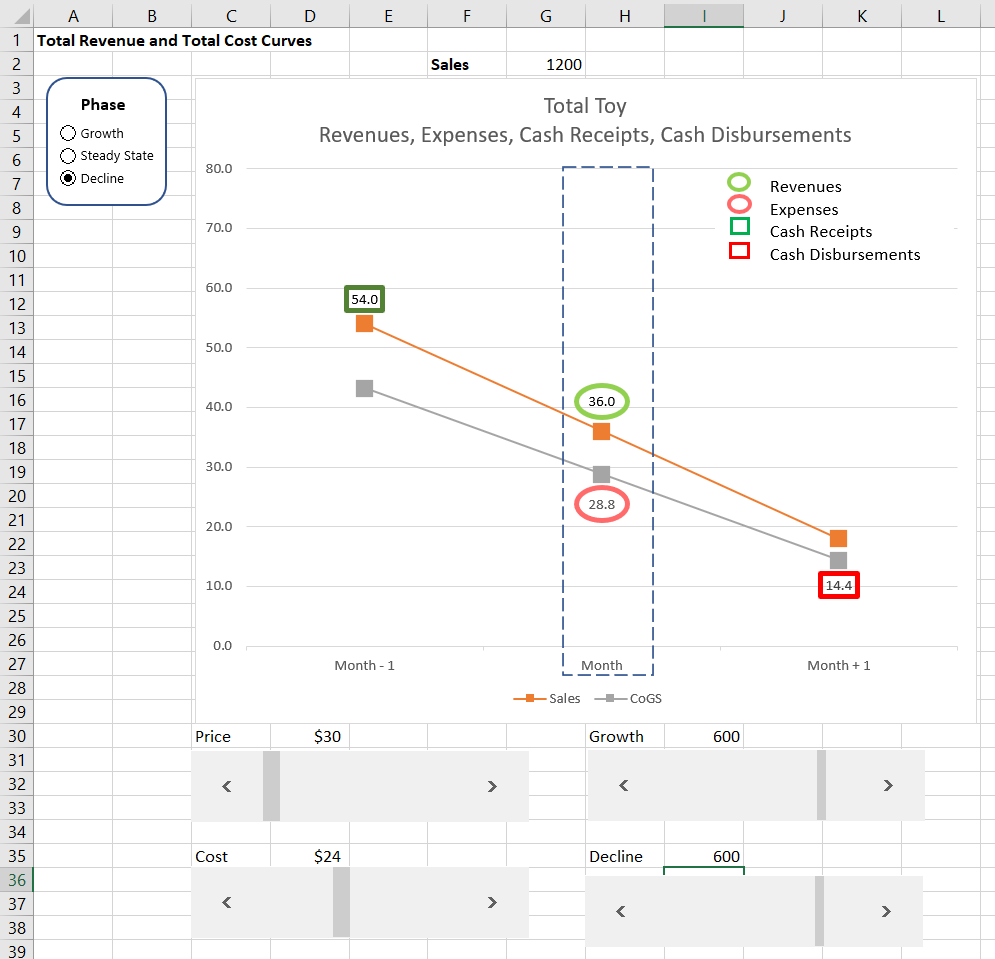 A B C D E F G H I J K L
1 Total Revenue and Total Cost Curves
2 Sales 1200
3
4 Phase Total Toy
5 Growth Revenues, Expenses, Cash Receipts, Cash Disbursements
6 Steady State 80.0
7 Decline Revenues
8 Expenses
9 70.0 Cash Receipts
10 Cash Disbursements
11 60.0
12 54.0
13
14 50.0
15
16 36.0
17 40.0
18
19 30.0
20 28.8
21
22 20.0
23
24 10.0 14.4
25
26 0.0
27 Month - 1 Month Month + 1
28
29 Sales CoGS
30 Price $30 Growth 600
31
32 < > < >
33
34
35 Cost $24 Decline 600
36
37 < > < >
38
39